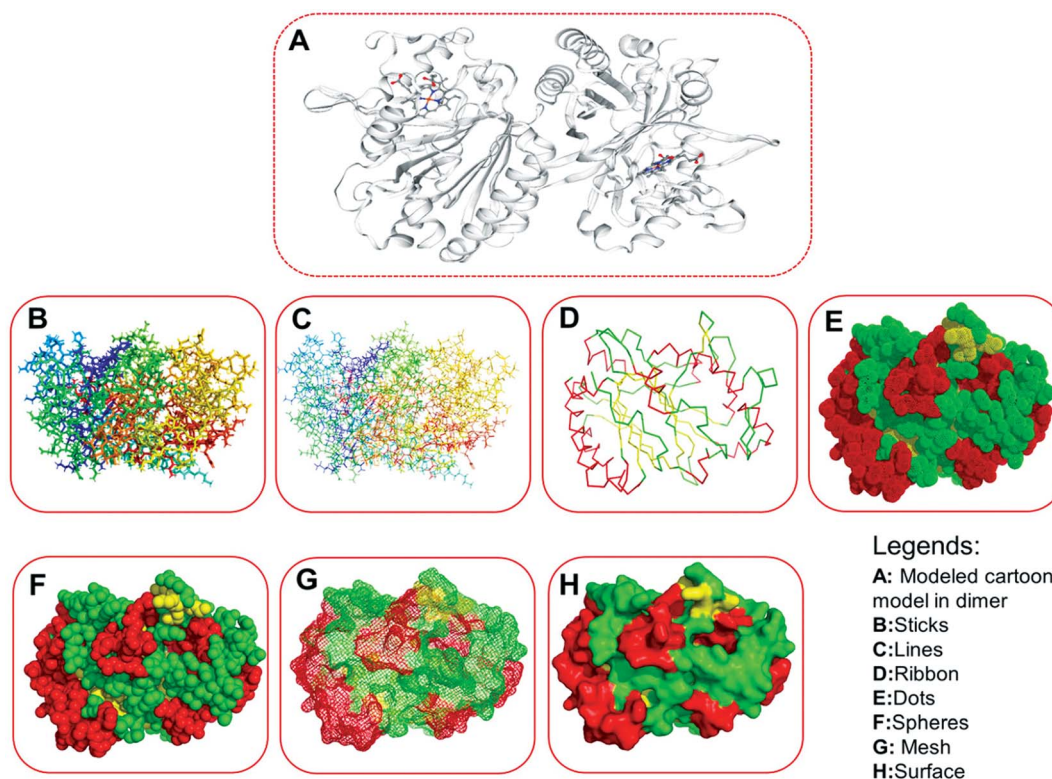 A
B
C
D
E
F
G
H
Legends:
A: Modeled cartoon
model in dimer
B:Sticks
C:Lines
D:Ribbon
E:Dots
F:Spheres
G: Mesh
H:Surface